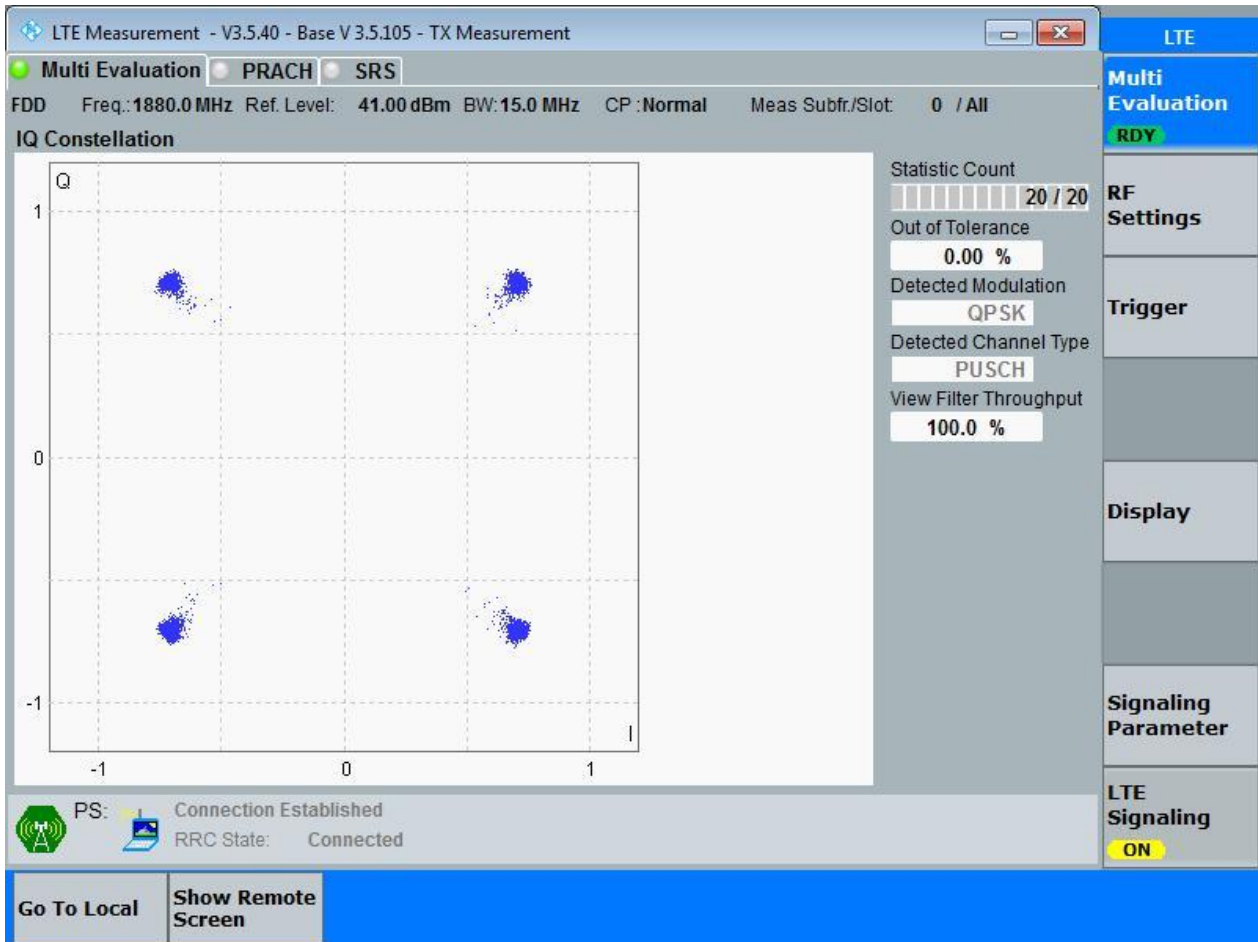 LTE Measurement - V3.5.40 - Base V 3.5.105 - TX Measurement
LTE
Multi Evaluation PRACH SRS
Multi
Evaluation
RDY
FDD Freq.:1880.0 MHz Ref. Level: 41.00 dBm BW:15.0 MHz CP :Normal Meas Subfr./Slot: 0 / All
IQ Constellation
Q
1
0
-1
I
-1 0 1
Statistic Count
20 / 20
Out of Tolerance
0.00 %
Detected Modulation
QPSK
Detected Channel Type
PUSCH
View Filter Throughput
100.0 %
RF
Settings
Trigger
Display
Signaling
Parameter
LTE
Signaling
ON
PS: Connection Established
RRC State: Connected
Go To Local
Show Remote
Screen